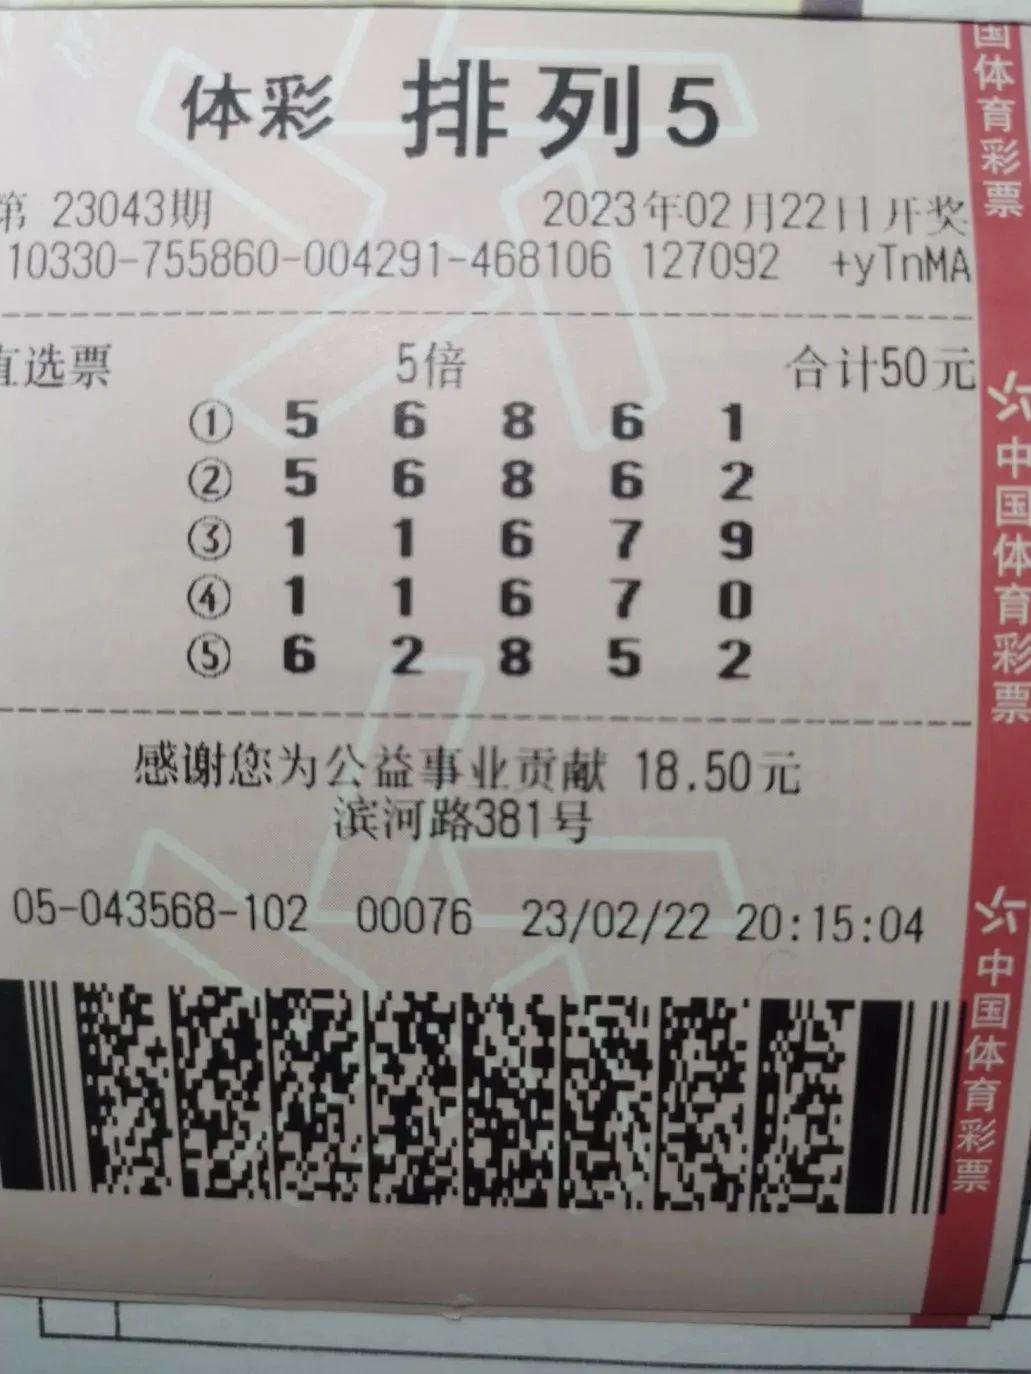 体彩 排列5
第 23043期 2023年02月22日开奖
10330-755860-004291-468106 127092 +yTnMA
直选票 5倍 合计50元
① 5 6 8 6 1
② 5 6 8 6 2
③ 1 1 6 7 9
④ 1 1 6 7 0
⑤ 6 2 8 5 2
感谢您为公益事业贡献 18.50元
滨河路381号
05-043568-102 00076 23/02/22 20:15:04
国体育彩票
中国体育彩票
中国体育彩票